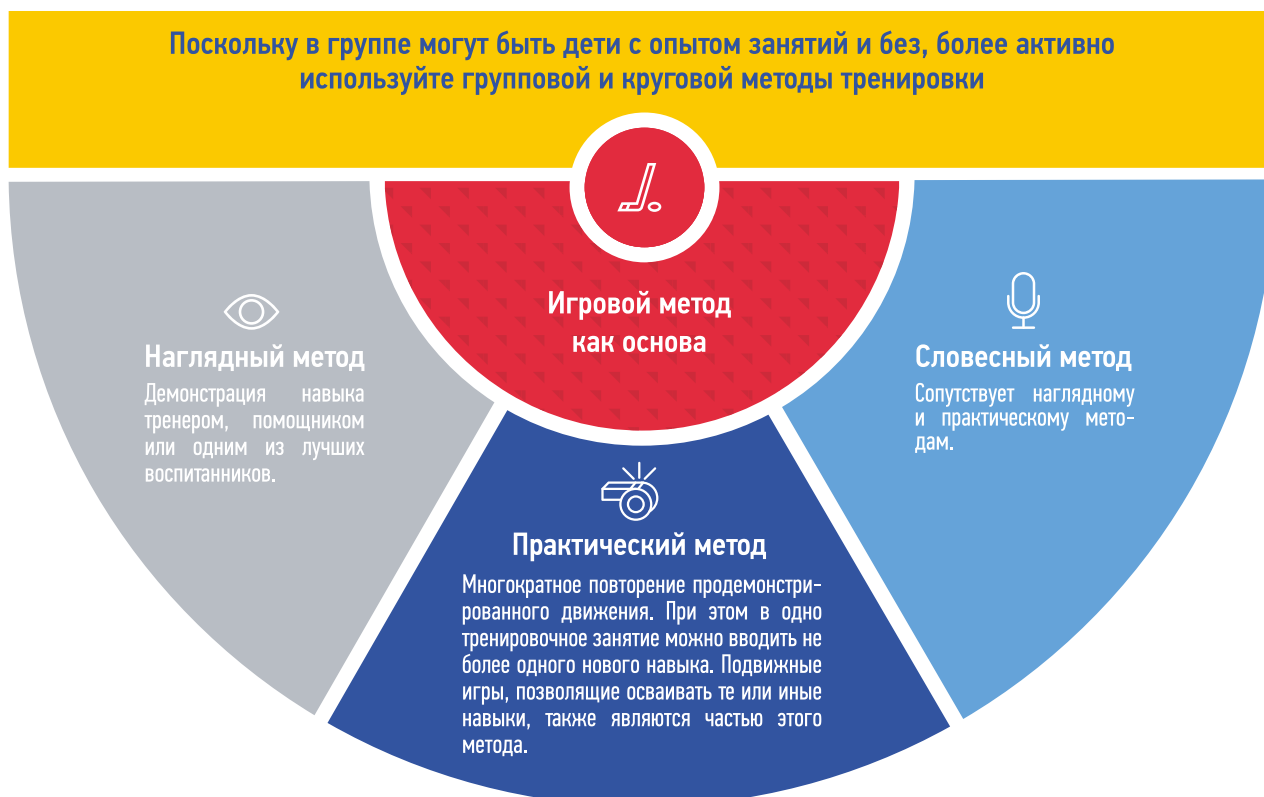 Поскольку в группе могут быть дети с опытом занятий и без, более активно
используйте групповой и круговой методы тренировки
Игровой метод
как основа
Наглядный метод
Демонстрация навыка
тренером, помощником
или одним из лучших
воспитанников.
Практический метод
Многократное повторение продемонстри-
рованного движения. При этом в одно
тренировочное занятие можно вводить не
более одного нового навыка. Подвижные
игры, позволящие осваивать те или иные
навыки, также являются частью этого
метода.
Словесный метод
Сопутствует наглядному
и практическому мето-
дам.